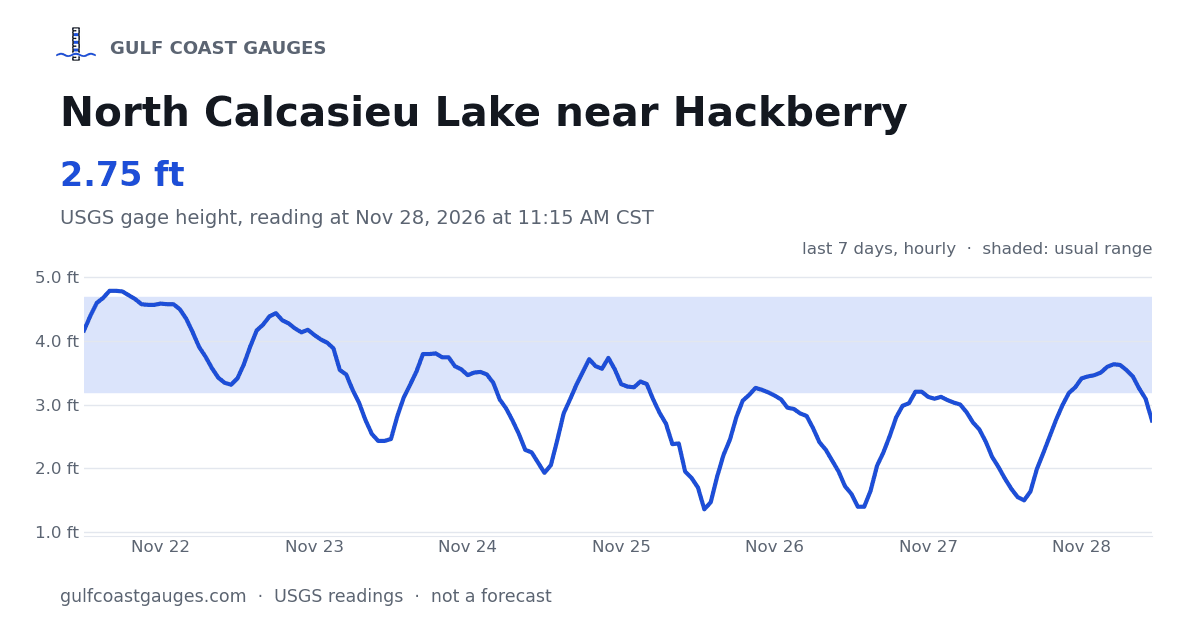 GULF COAST GAUGES
North Calcasieu Lake near Hackberry
2.75 ft
USGS gage height, reading at Nov 28, 2026 at 11:15 AM CST
last 7 days, hourly · shaded: usual range
5.0 ft
4.0 ft
3.0 ft
2.0 ft
1.0 ft
Nov 22 Nov 23 Nov 24 Nov 25 Nov 26 Nov 27 Nov 28
gulfcoastgauges.com · USGS readings · not a forecast